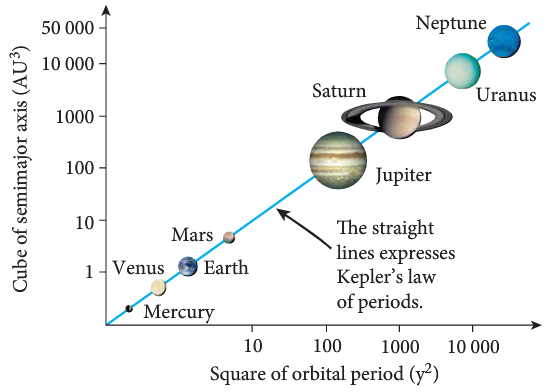 Cube of semimajor axis (AU³)
50 000
10 000
1000
100
10
1
Neptune
Uranus
Saturn
Jupiter
Mars
Venus
Earth
Mercury
The straight
lines expresses
Kepler’s law
of periods.
10
100
1000
10 000
Square of orbital period (y²)